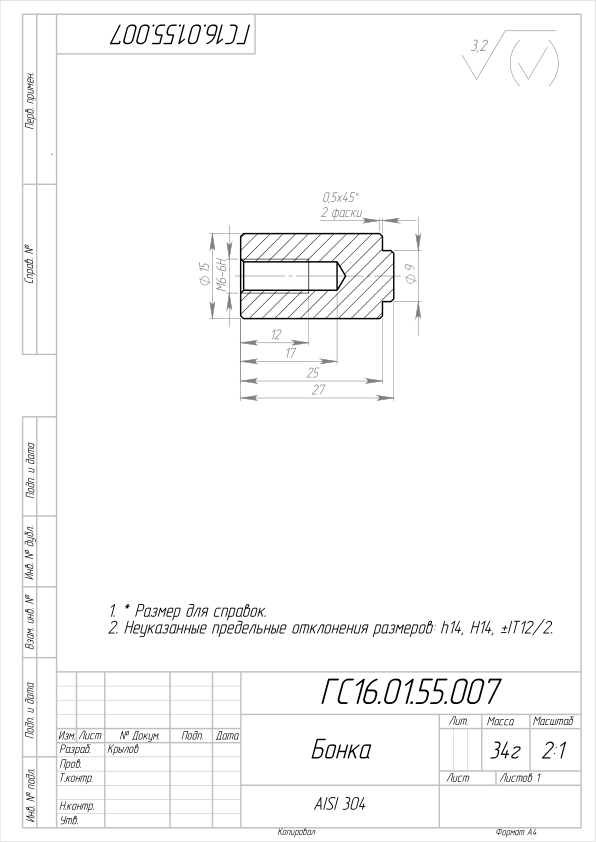 ГС16.01.55.007
3,2
Перв. примен.
Справ. №
Подп. и дата
Инв. № дубл.
Взам. инв. №
Подп. и дата
Инв. № подл.
0,5x45°
2 фаски
⌀ 15
М6-6Н
⌀ 9
12
17
25
27
1. * Размер для справок.
2. Неуказанные предельные отклонения размеров: h14, H14, ±IT12/2.
ГС16.01.55.007
Изм. Лист № Докум. Подп. Дата
Разраб. Крылов
Пров.
Т.контр.
Н.контр.
Утв.
Бонка
Лит. Масса Масштаб
34г 2:1
Лист Листов 1
AISI 304
Копировал Формат А4